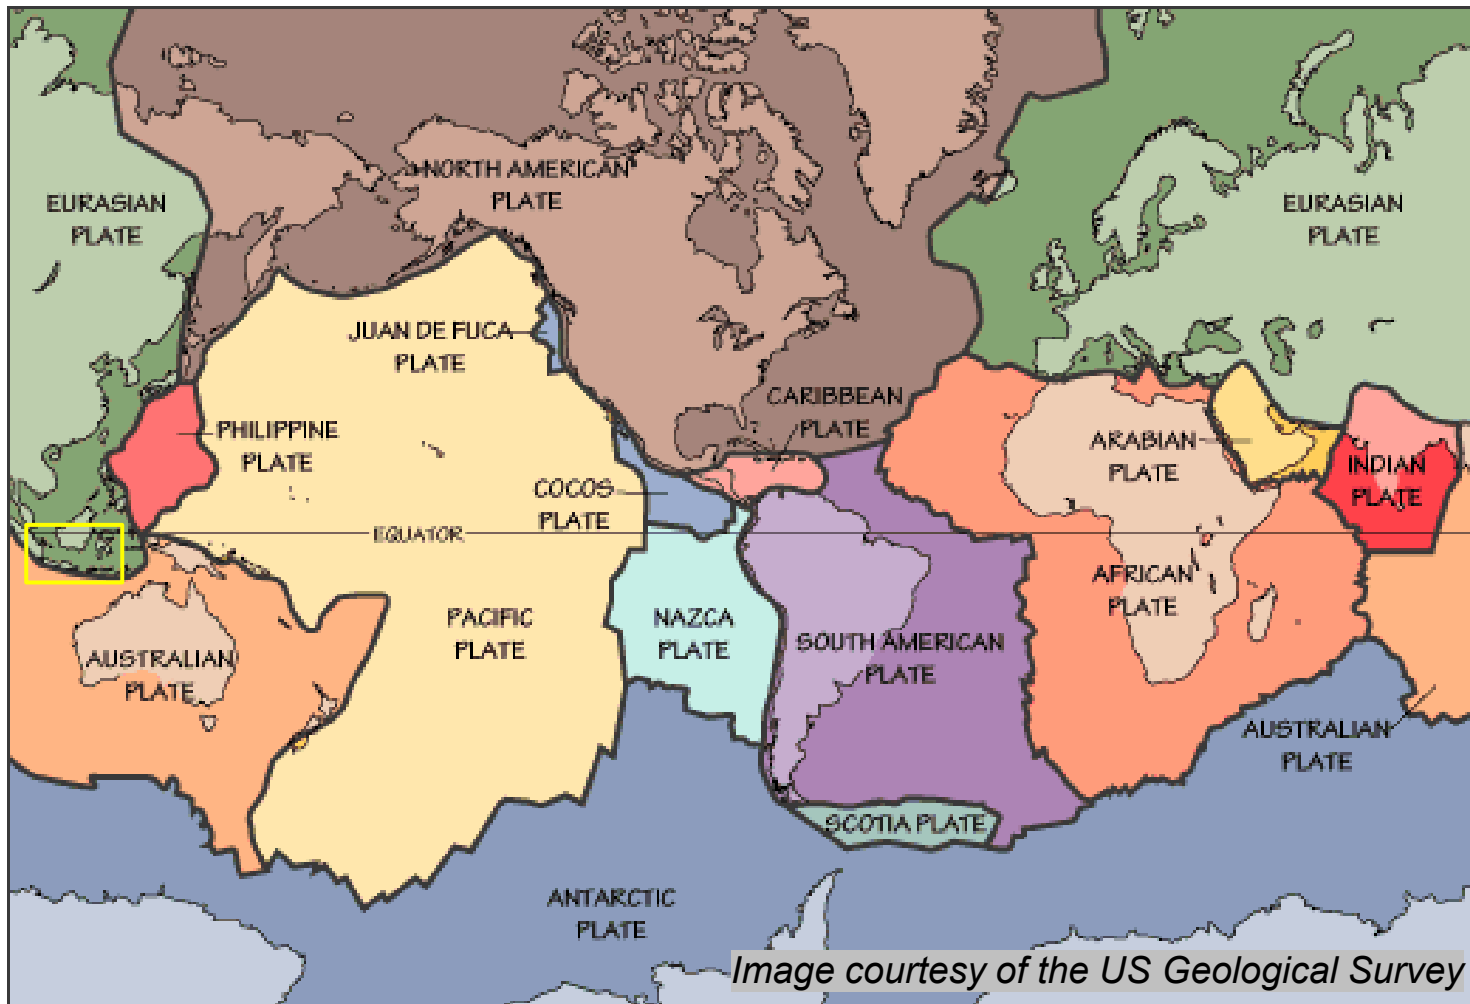 NORTH AMERICAN
PLATE
EURASIAN
PLATE
EURASIAN
PLATE
JUAN DE FUCA
PLATE
CARIBBEAN
PLATE
PHILIPPINE
PLATE
ARABIAN
PLATE
INDIAN
PLATE
COCOS
PLATE
EQUATOR
AFRICAN
PLATE
PACIFIC
PLATE
NAZCA
PLATE
SOUTH AMERICAN
PLATE
AUSTRALIAN
PLATE
AUSTRALIAN
PLATE
SCOTIA PLATE
ANTARCTIC
PLATE
Image courtesy of the US Geological Survey